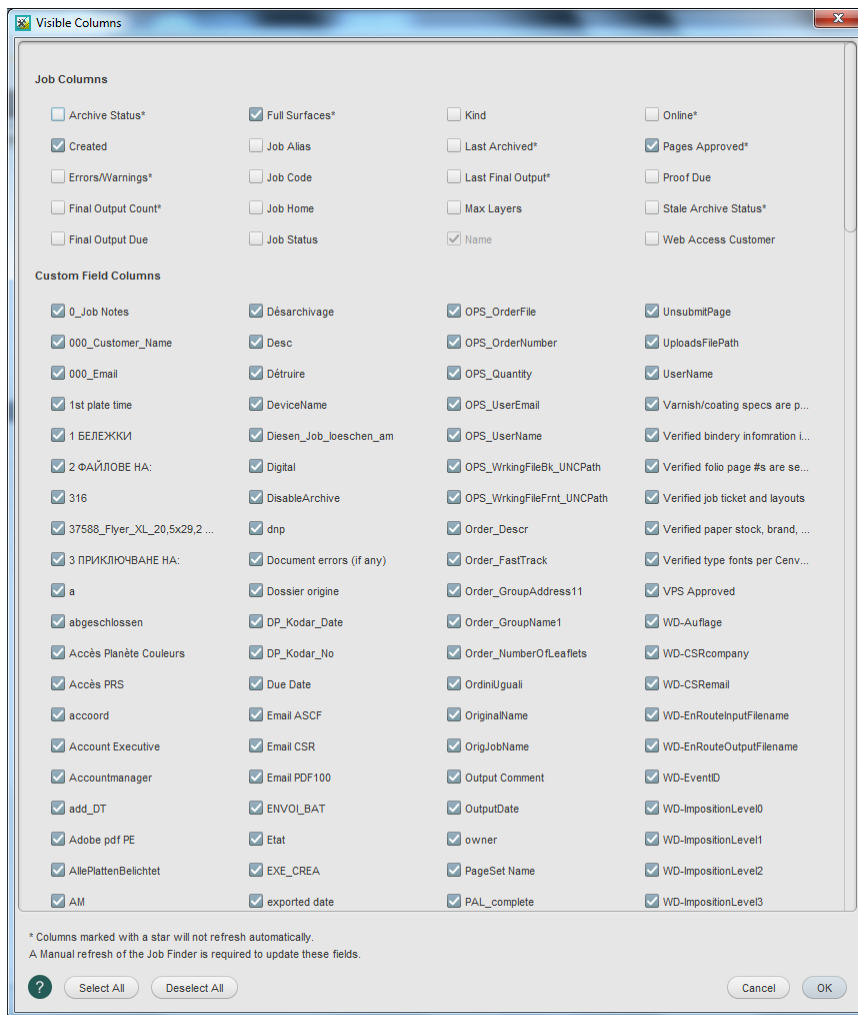 Visible Columns
Job Columns
Archive Status* Full Surfaces* Kind Online*
Created Job Alias Last Archived* Pages Approved*
Errors/Warnings* Job Code Last Final Output* Proof Due
Final Output Count* Job Home Max Layers Stale Archive Status*
Final Output Due Job Status Name Web Access Customer
Custom Field Columns
0_Job Notes Désarchivage OPS_OrderFile UnsubmitPage
000_Customer_Name Desc OPS_OrderNumber UploadsFilePath
000_Email Détruire OPS_Quantity UserName
1st plate time DeviceName OPS_UserEmail Varnish/coating specs are p...
1 БЕЛЕЖКИ Diesen_Job_loeschen_am OPS_UserName Verified bindery infomration i...
2 ФАЙЛОВЕ НА: Digital OPS_WrkingFileBk_UNCPath Verified folio page #s are se...
316 DisableArchive OPS_WrkingFileFrnt_UNCPath Verified job ticket and layouts
37588_Flyer_XL_20,5x29,2 ... dnp Order_Descr Verified paper stock, brand, ...
3 ПРИКЛЮЧВАНЕ НА: Document errors (if any) Order_FastTrack Verified type fonts per Cenv...
a Dossier origine Order_GroupAddress11 VPS Approved
abgeschlossen DP_Kodar_Date Order_GroupName1 WD-Auflage
Accès Planète Couleurs DP_Kodar_No Order_NumberOfLeaflets WD-CSRcompany
Accès PRS Due Date OrdiniUguali WD-CSRemail
accoord Email ASCF OriginalName WD-EnRouteInputFilename
Account Executive Email CSR OrigJobName WD-EnRouteOutputFilename
Accountmanager Email PDF100 Output Comment WD-EventID
add_DT ENVOI_BAT OutputDate WD-ImpositionLevel0
Adobe pdf PE Etat owner WD-ImpositionLevel1
AllePlattenBelichtet EXE_CREA PageSet Name WD-ImpositionLevel2
AM exported date PAL_complete WD-ImpositionLevel3
* Columns marked with a star will not refresh automatically.
A Manual refresh of the Job Finder is required to update these fields.
? Select All Deselect All Cancel OK